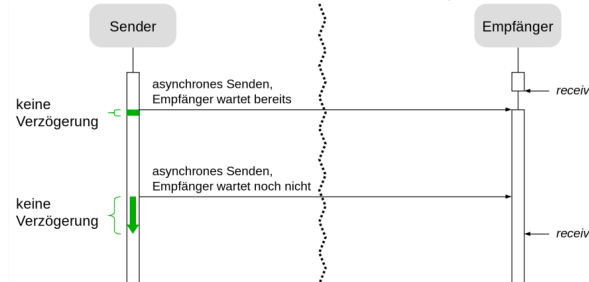 Sender
Empfänger
asynchrones Senden,
Empfänger wartet bereits
receiv
keine
Verzögerung
asynchrones Senden,
Empfänger wartet noch nicht
keine
Verzögerung
receiv